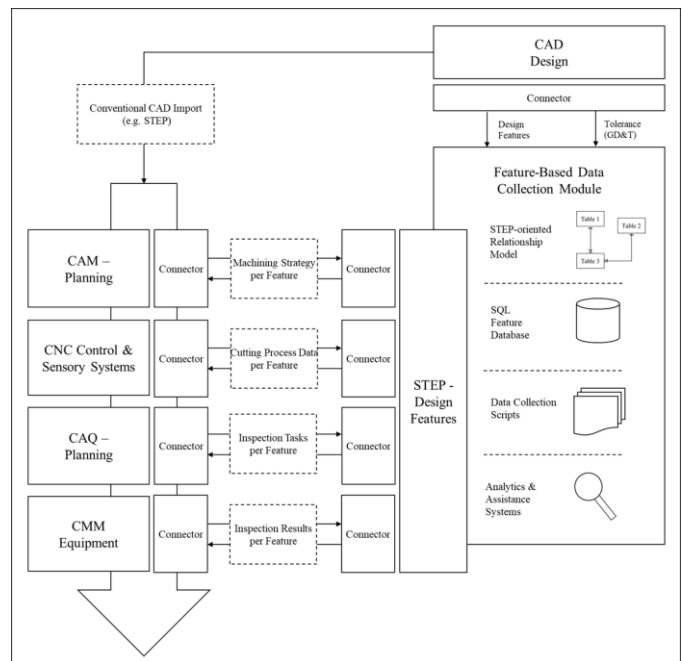 CAD
Design
Connector
Conventional CAD Import
(e.g. STEP)
Design
Features
Tolerance
(GD&T)
Feature-Based Data
Collection Module
STEP-oriented
Relationship
Model
Table 1
Table 2
Table 3
SQL
Feature
Database
Data Collection
Scripts
Analytics &
Assistance
Systems
STEP -
Design
Features
CAM –
Planning
Connector
Machining Strategy
per Feature
Connector
CNC Control &
Sensory Systems
Connector
Cutting Process Data
per Feature
Connector
CAQ –
Planning
Connector
Inspection Tasks
per Feature
Connector
CMM
Equipment
Connector
Inspection Results
per Feature
Connector